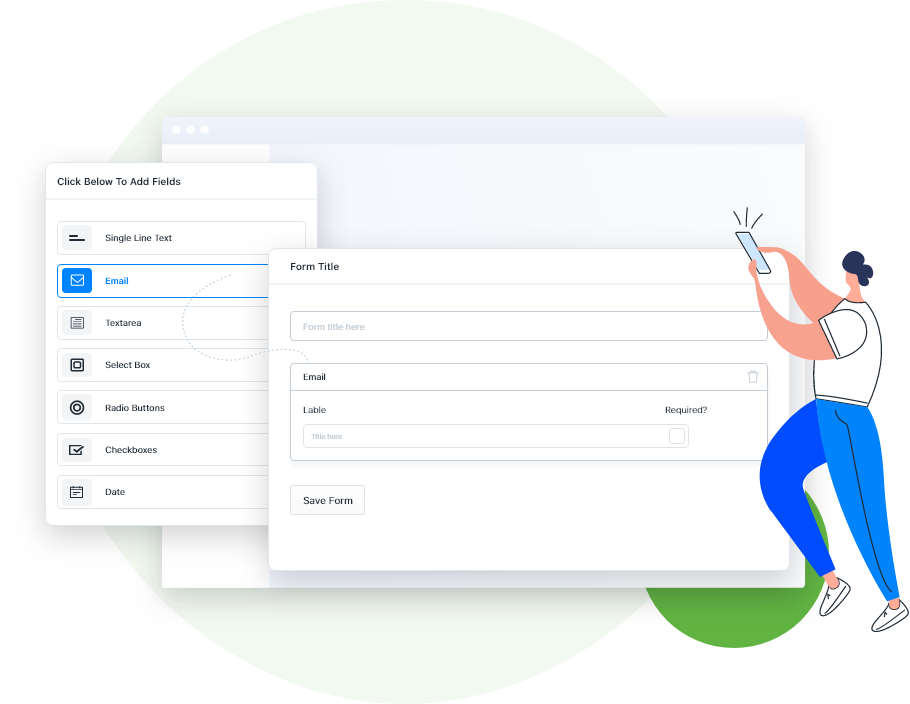 Click Below To Add Fields
Single Line Text
Email
Textarea
Select Box
Radio Buttons
Checkboxes
Date
Form Title
Form title here
Email
Lable
Required?
Title here
Save Form